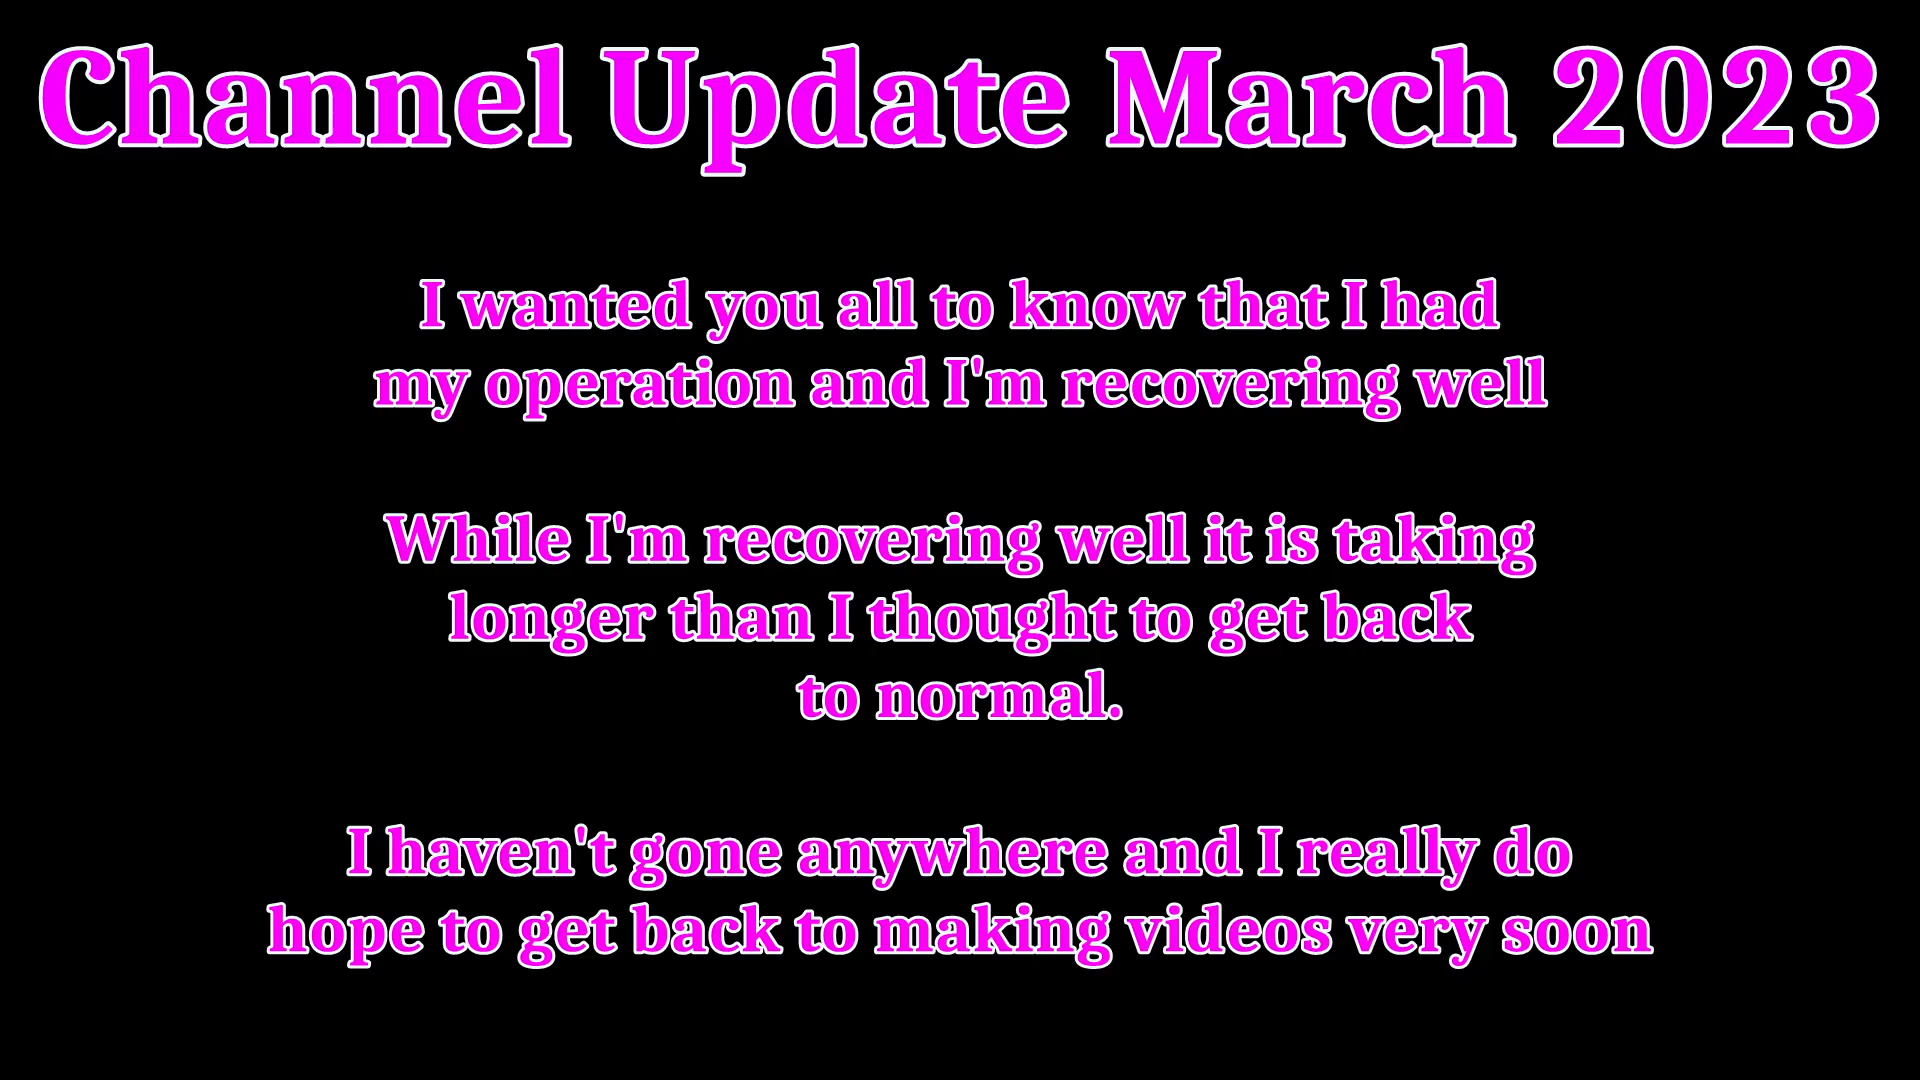 Channel Update March 2023
I wanted you all to know that I had
my operation and I'm recovering well
While I'm recovering well it is taking
longer than I thought to get back
to normal.
I haven't gone anywhere and I really do
hope to get back to making videos very soon